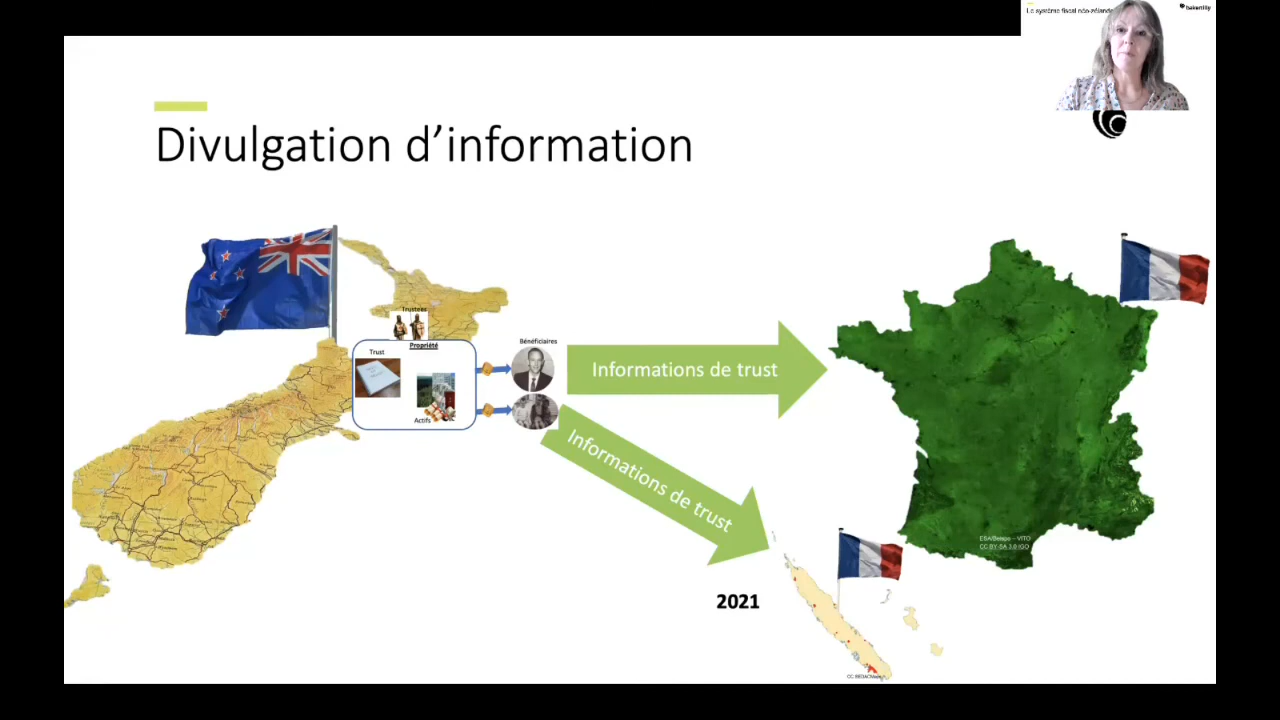 Le système fiscal néo-zélandais
bakertilly
Divulgation d’information
Trustees
Propriété
Trust
Actifs
Bénéficiaires
Informations de trust
Informations de trust
2021
ESA/Belspo – VITO
CC BY-SA 3.0-IGO